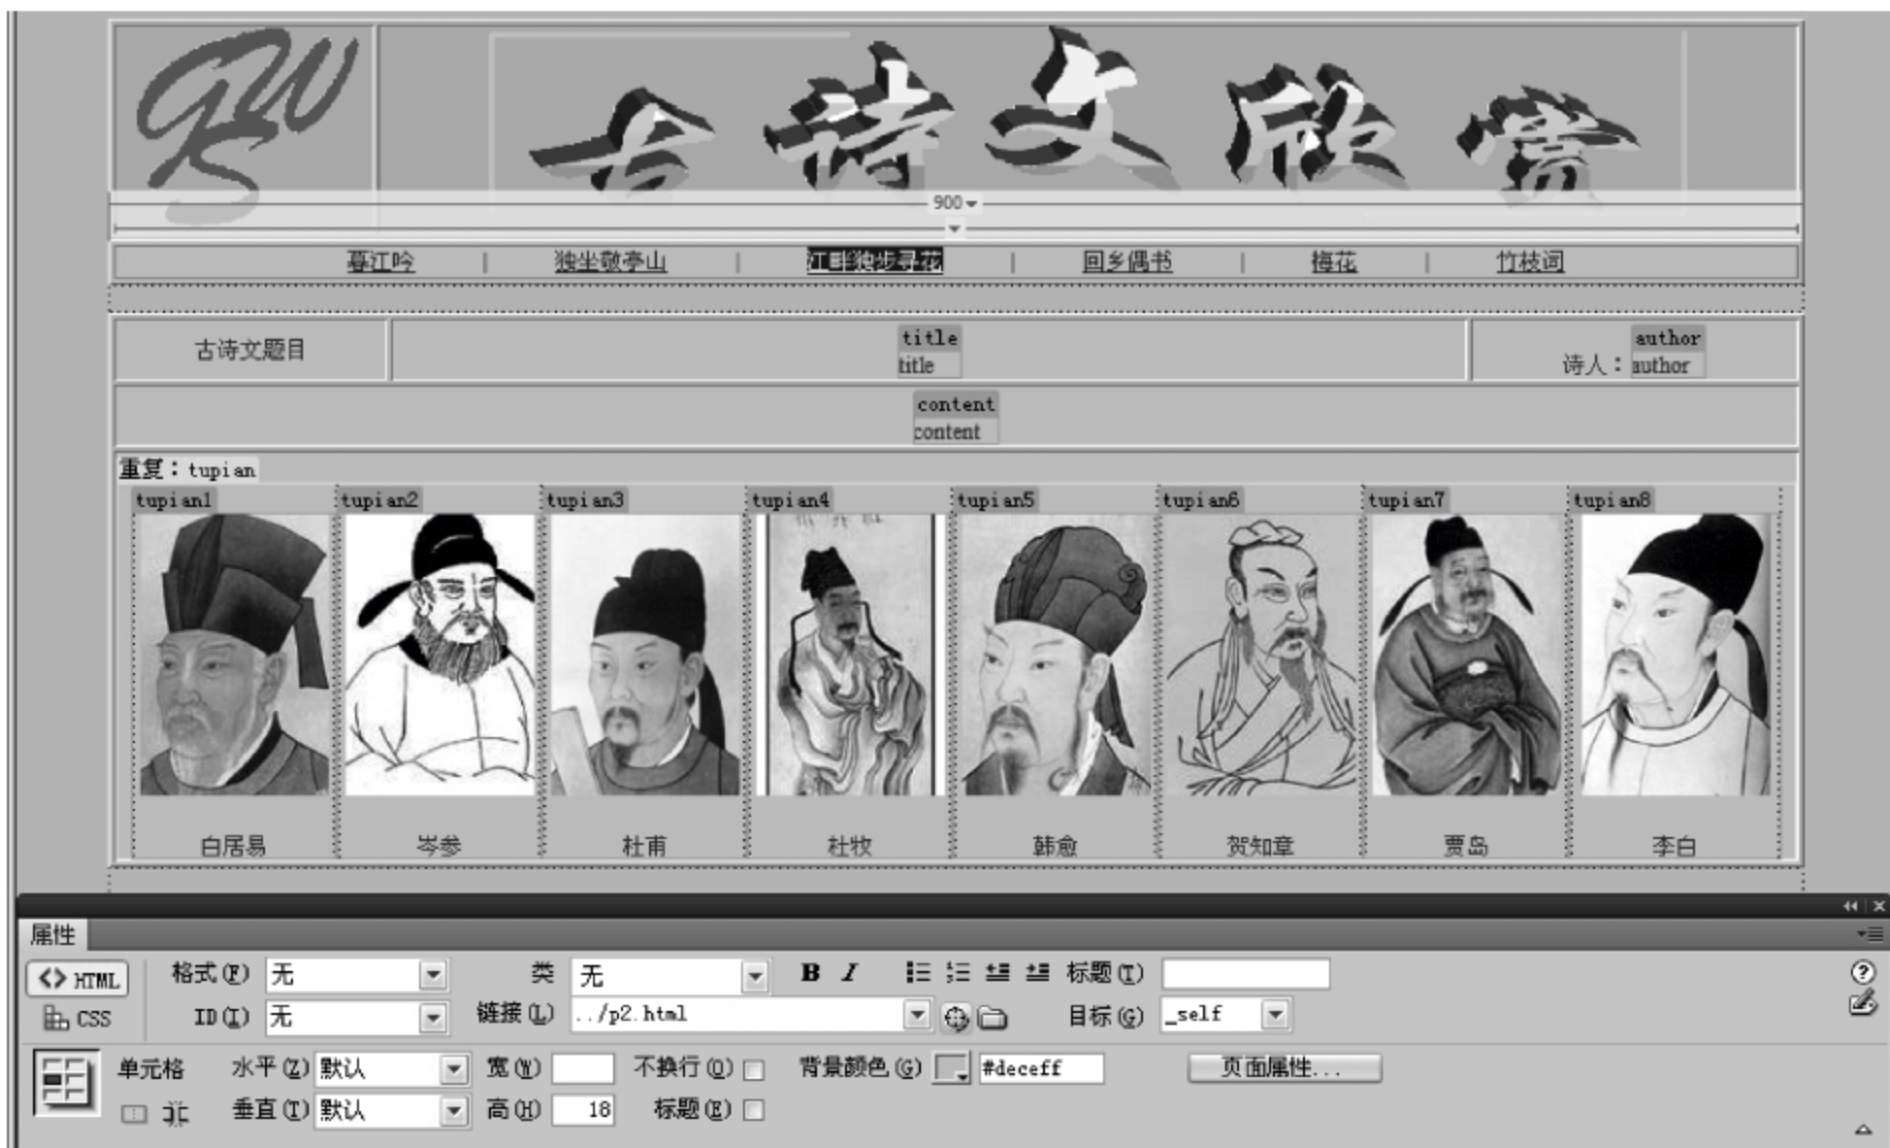 GWS
古诗文欣赏
900
暮江吟 | 独坐敬亭山 | 江畔独步寻花 | 回乡偶书 | 梅花 | 竹枝词
古诗文题目
title
title
author
诗人：author
content
content
重复：tupian
tupian1 tupian2 tupian3 tupian4 tupian5 tupian6 tupian7 tupian8
白居易 岑参 杜甫 杜牧 韩愈 贺知章 贾岛 李白
属性
<> HTML 格式(F) 无 类 无 B I 标题(T)
CSS ID(I) 无 链接(L) ../p2.html 目标(G) _self
单元格 水平(Z) 默认 宽(W) 不换行(O) 背景颜色(G) #deceff 页面属性...
垂直(T) 默认 高(H) 18 标题(E)